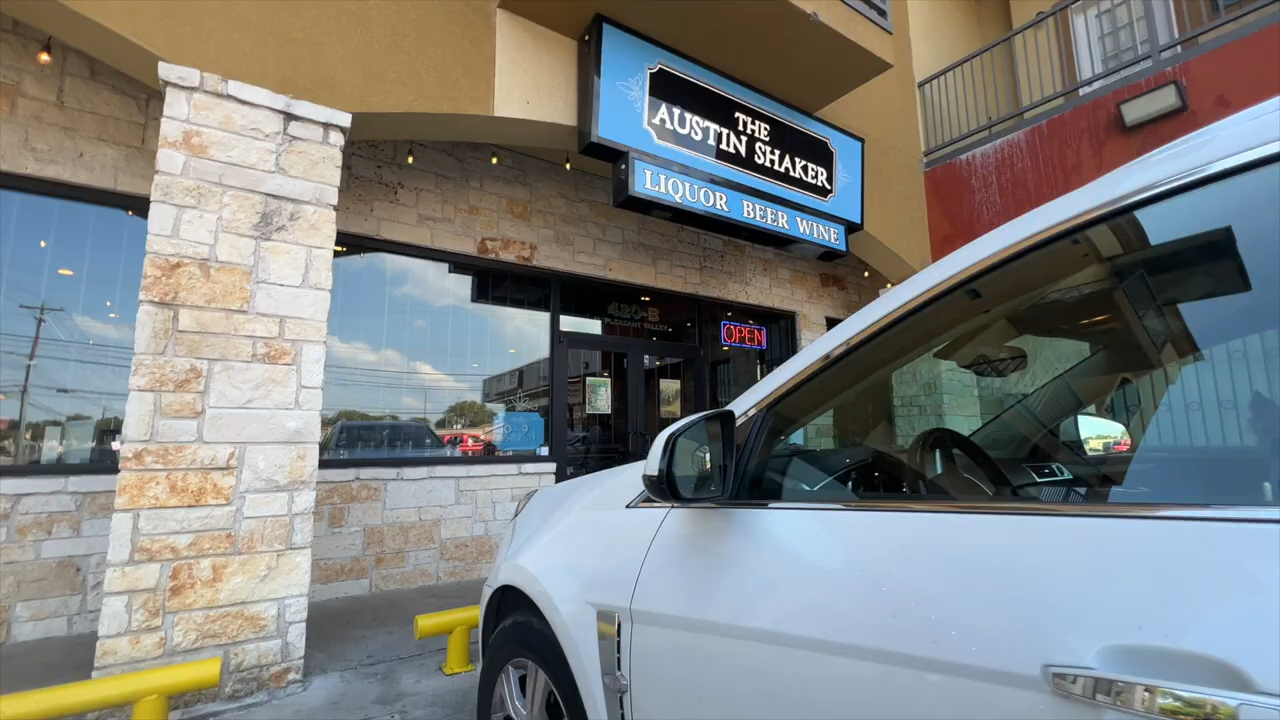 THE
AUSTIN SHAKER
LIQUOR BEER WINE
420-B
PLEASANT VALLEY
OPEN